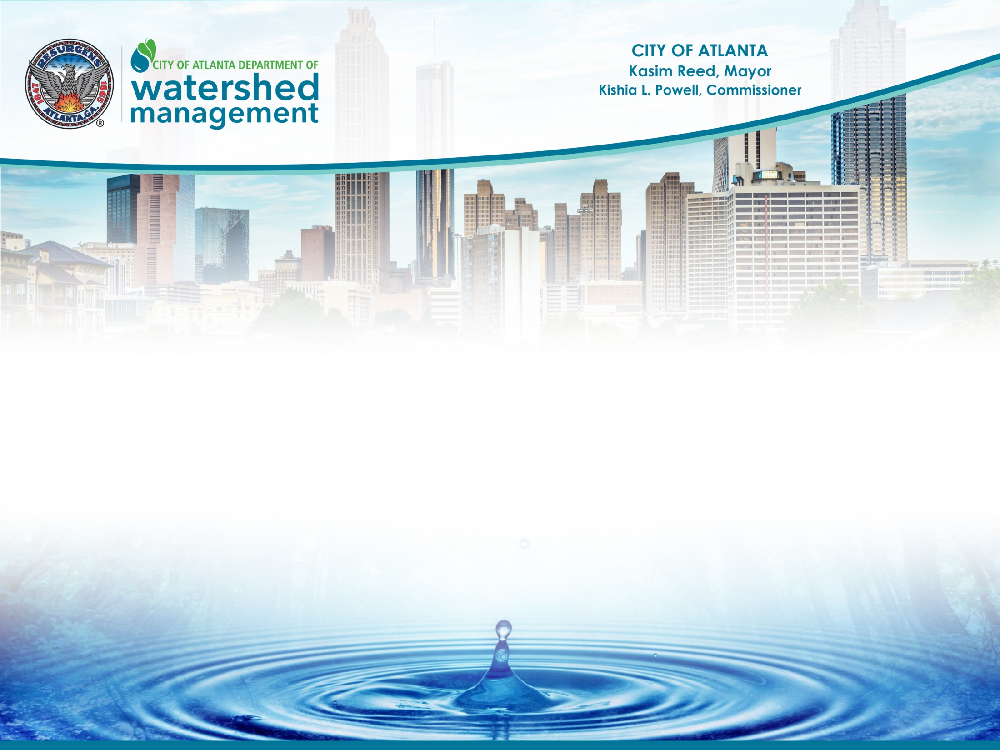 RESURGENS
1847
1865
ATLANTA, GA.
®
CITY OF ATLANTA DEPARTMENT OF
watershed
management
CITY OF ATLANTA
Kasim Reed, Mayor
Kishia L. Powell, Commissioner